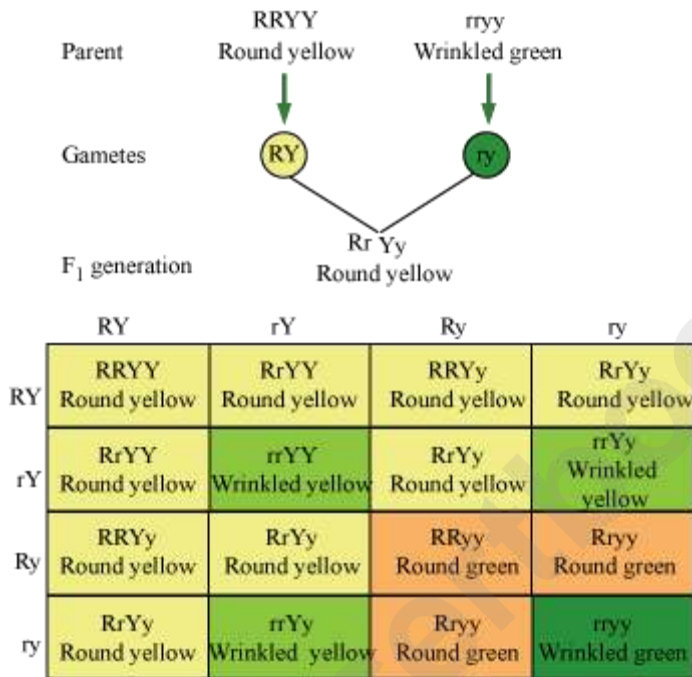 RRYY rryy
Parent Round yellow Wrinkled green
Gametes RY ry
Rr Yy
F₁ generation Round yellow
RY rY Ry ry
RY RRYY RrYY RRYy RrYy
Round yellow Round yellow Round yellow Round yellow
rY RrYY rrYY RrYy rrYy
Round yellow Wrinkled yellow Round yellow Wrinkled
yellow
Ry RRYy RrYy RRyy Rryy
Round yellow Round yellow Round green Round green
ry RrYy rrYy Rryy rryy
Round yellow Wrinkled yellow Round green Wrinkled green